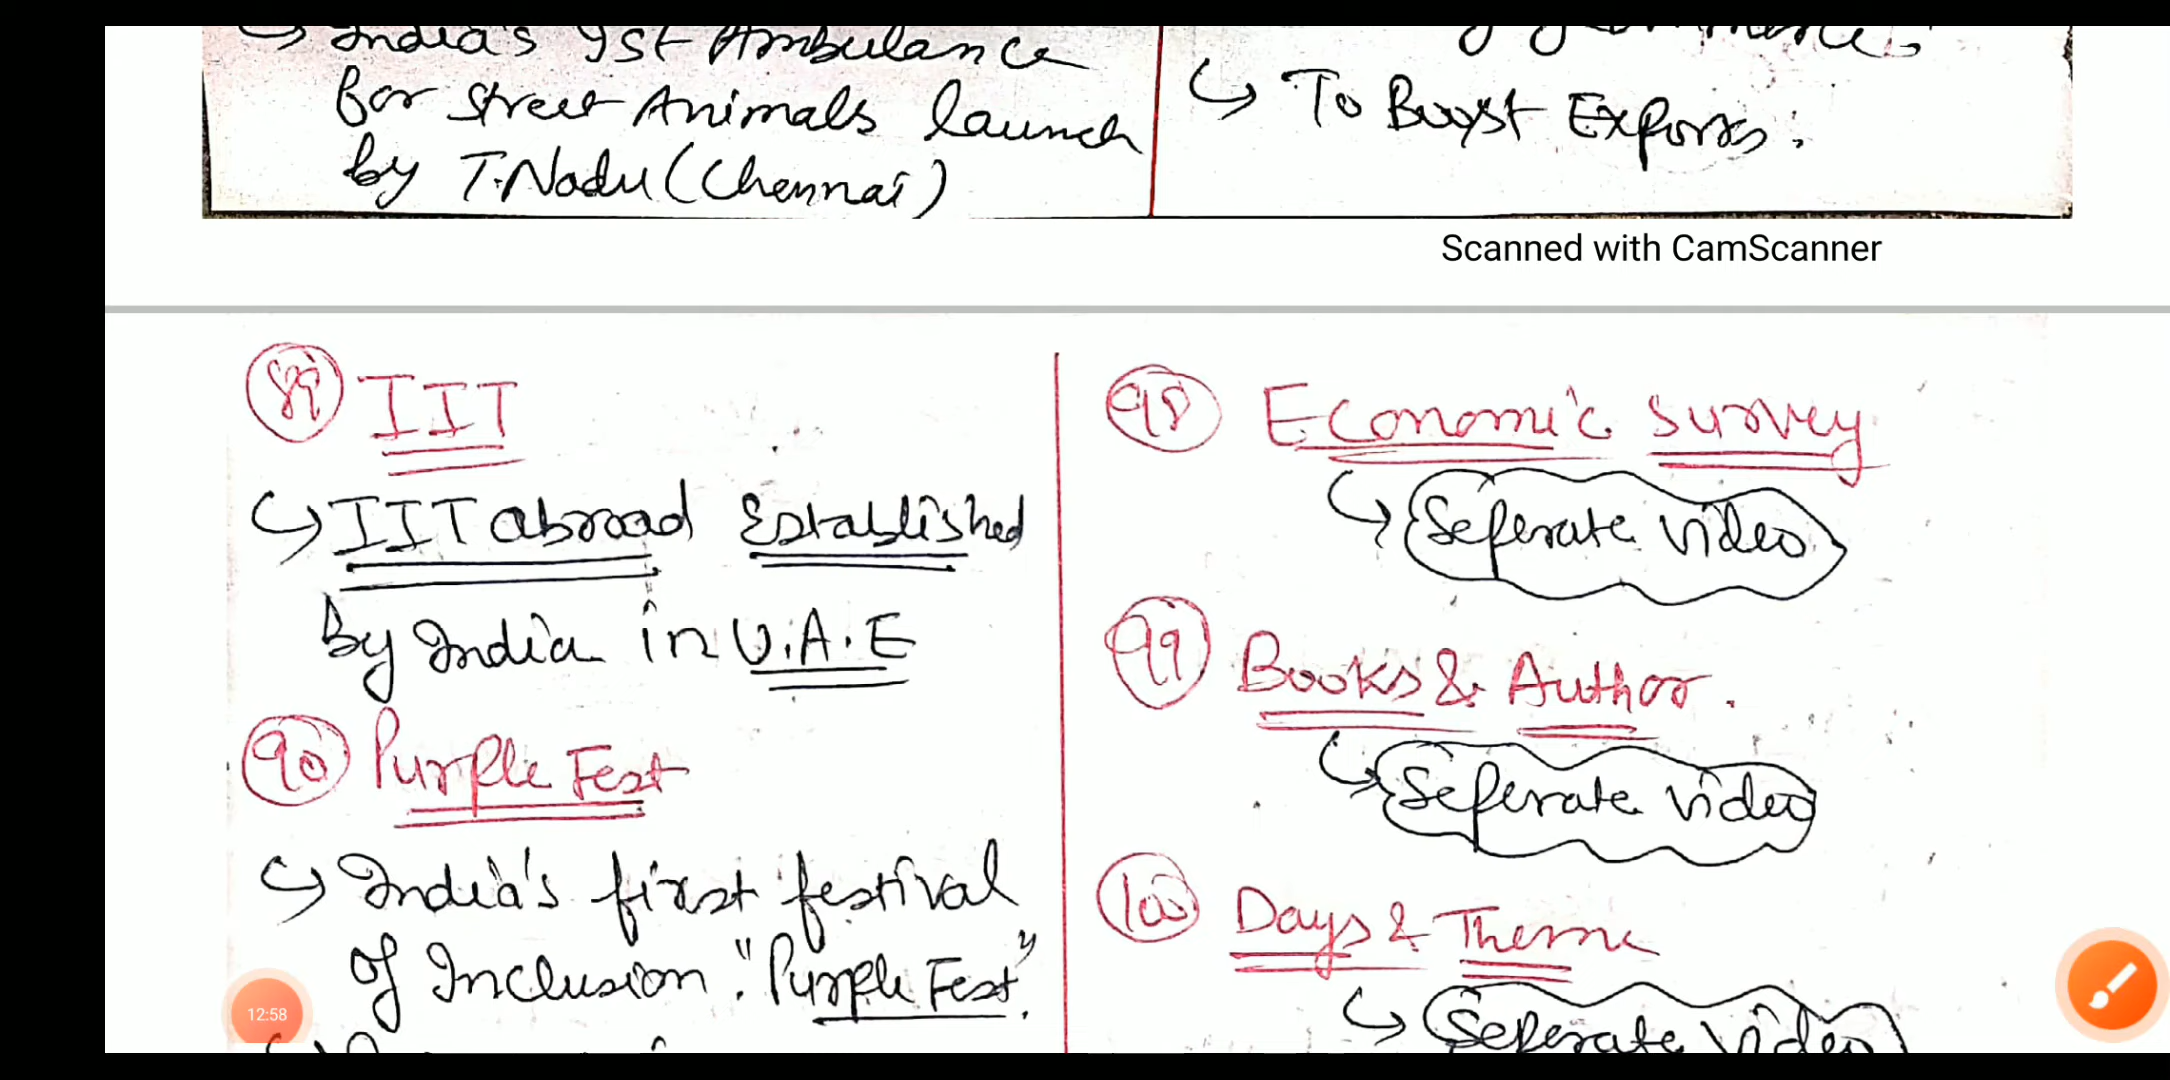 India's 1st Ambulance
for Street Animals launch
by T.Nadu (Chennai)
To Boost Exports.
Scanned with CamScanner
89 IIT
IIT abroad Established
By India in U.A.E
90 Purple Fest
India's first festival
of Inclusion : "Purple Fest".
98 Economic Survey
Seperate video
99 Books & Author.
Seperate video
100 Days & Theme
Seperate video
12:58